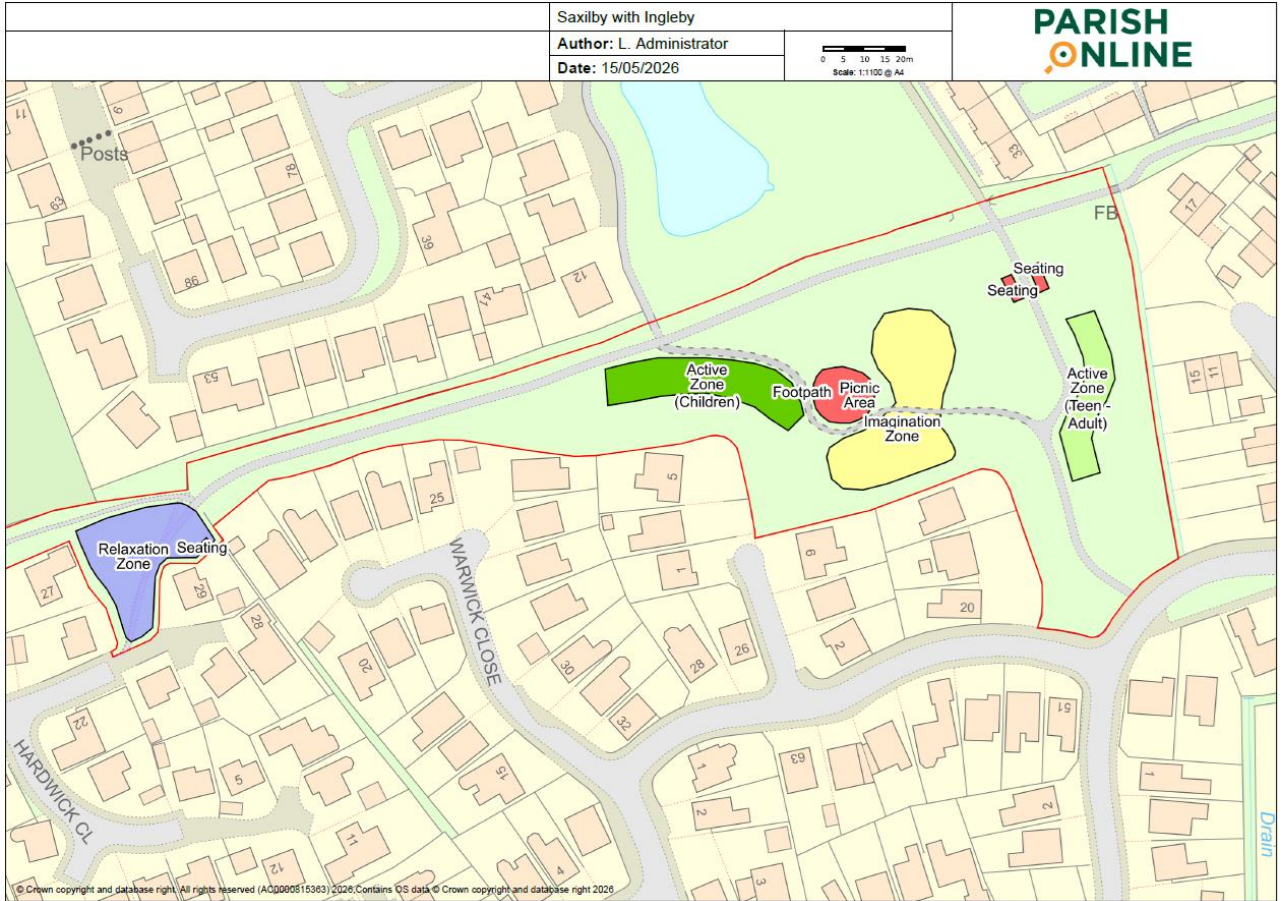 Saxilby with Ingleby
Author: L. Administrator
Date: 15/05/2026
0 5 10 15 20m
Scale: 1:1100 @ A4
PARISH
ONLINE
11
9
Posts
78
63
39
86
47
12
53
33
FB
17
Seating
Seating
15
11
Active
Zone
(Children)
Footpath
Picnic
Area
Imagination
Zone
Active
Zone
(Teen -
Adult)
25
5
Relaxation
Zone
Seating
27
29
28
WARWICK CLOSE
1
6
20
2
20
30
28
26
32
22
HARDWICK CL
5
15
11
12
4
1
2
63
51
3
2
1
Drain
© Crown copyright and database right. All rights reserved (AC0000815363) 2026,Contains OS data © Crown copyright and database right 2026